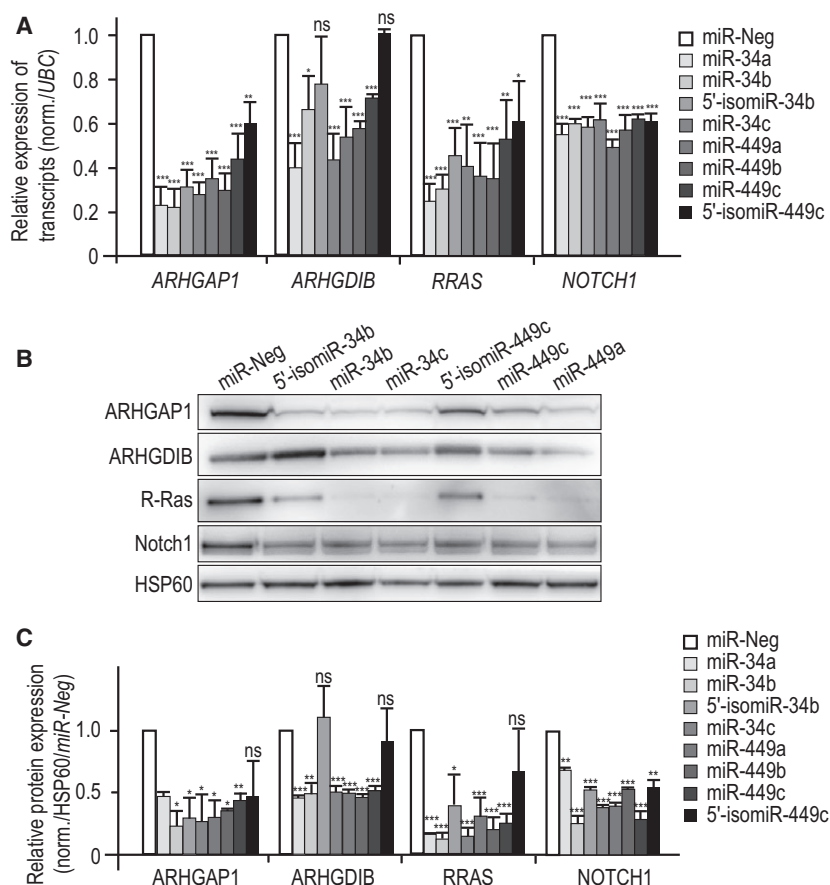 A
Relative expression of
transcripts (norm./UBC)
1.0
0.8
0.6
0.4
0.2
0
*** *** *** *** *** *** *** **
*** * ns *** *** *** *** ns
*** *** *** ** *** *** ** *
*** *** *** *** *** *** *** ***
ARHGAP1 ARHGDIB RRAS NOTCH1
miR-Neg
miR-34a
miR-34b
5'-isomiR-34b
miR-34c
miR-449a
miR-449b
miR-449c
5'-isomiR-449c
B
miR-Neg 5'-isomiR-34b miR-34b miR-34c 5'-isomiR-449c miR-449c miR-449a
ARHGAP1
ARHGDIB
R-Ras
Notch1
HSP60
C
Relative protein expression
(norm./HSP60/miR-Neg)
1.0
0.5
0
* * * * * ** ns
*** ** ns *** *** *** *** ns
*** *** * *** *** *** *** ns
** *** *** *** *** *** *** **
ARHGAP1 ARHGDIB RRAS NOTCH1
miR-Neg
miR-34a
miR-34b
5'-isomiR-34b
miR-34c
miR-449a
miR-449b
miR-449c
5'-isomiR-449c